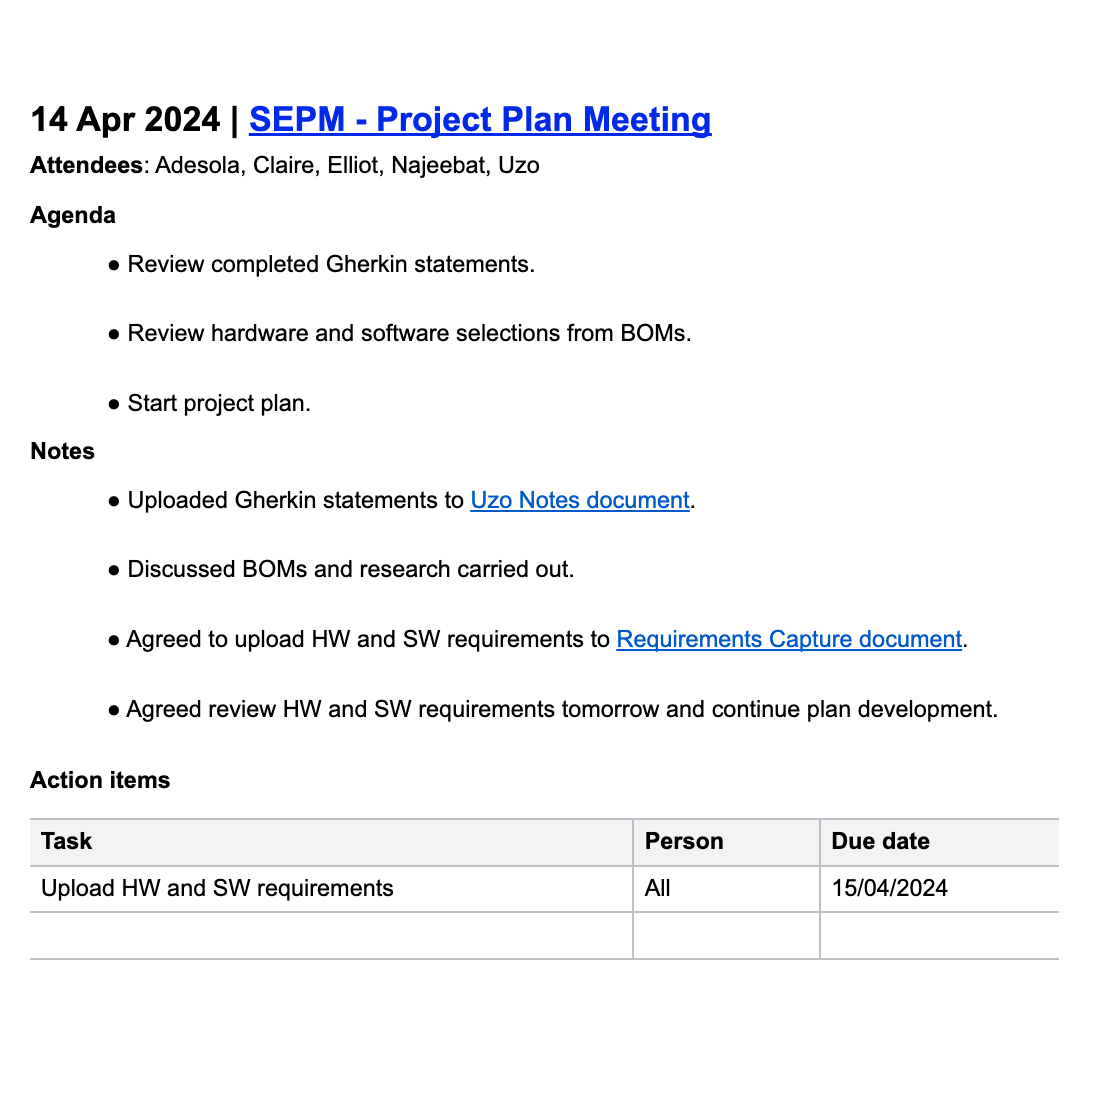 14 Apr 2024 | SEPM - Project Plan Meeting
Attendees: Adesola, Claire, Elliot, Najeebat, Uzo
Agenda
● Review completed Gherkin statements.
● Review hardware and software selections from BOMs.
● Start project plan.
Notes
● Uploaded Gherkin statements to Uzo Notes document.
● Discussed BOMs and research carried out.
● Agreed to upload HW and SW requirements to Requirements Capture document.
● Agreed review HW and SW requirements tomorrow and continue plan development.
Action items
Task Person Due date
Upload HW and SW requirements All 15/04/2024